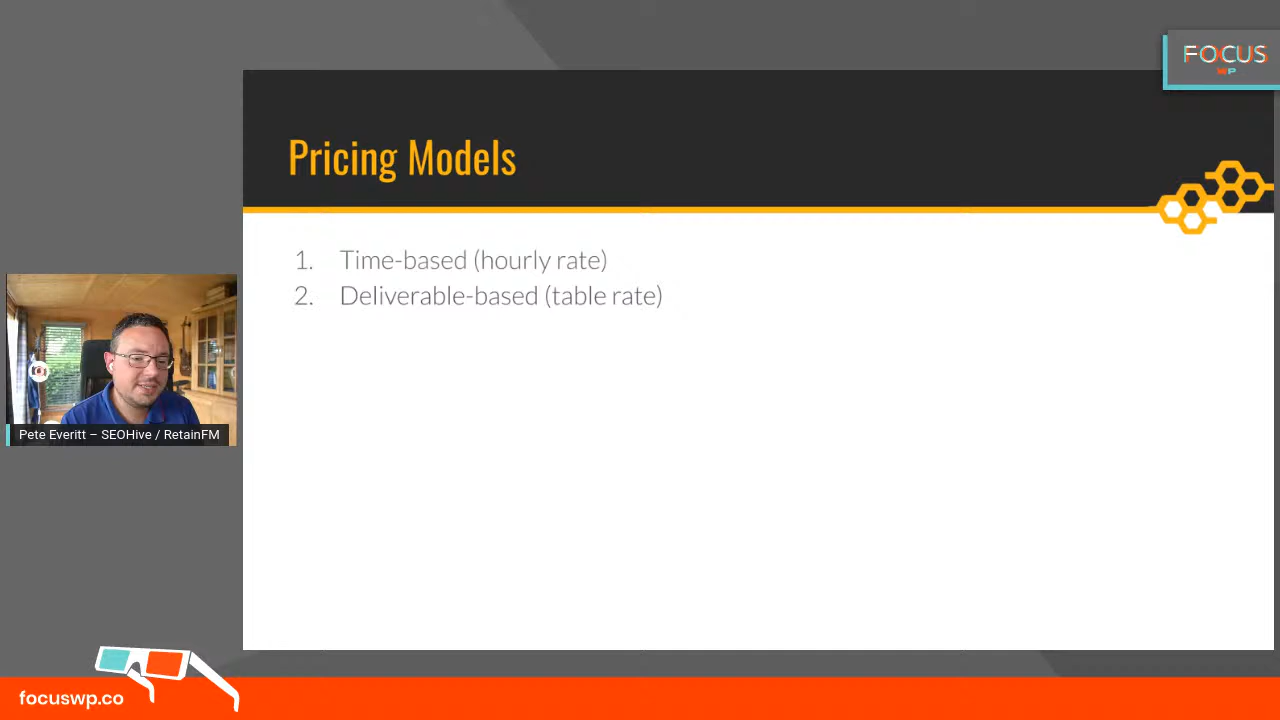 FOCUS
WP
Pricing Models
1. Time-based (hourly rate)
2. Deliverable-based (table rate)
Pete Everitt – SEOHive / RetainFM
focuswp.co